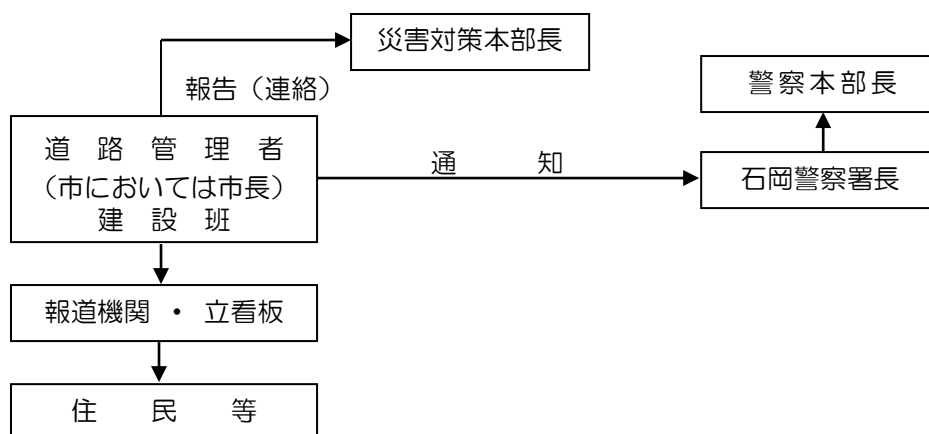 災害対策本部長
報告（連絡）
警察本部長
道路管理者
（市においては市長）
建設班
通知
石岡警察署長
報道機関・立看板
住民等